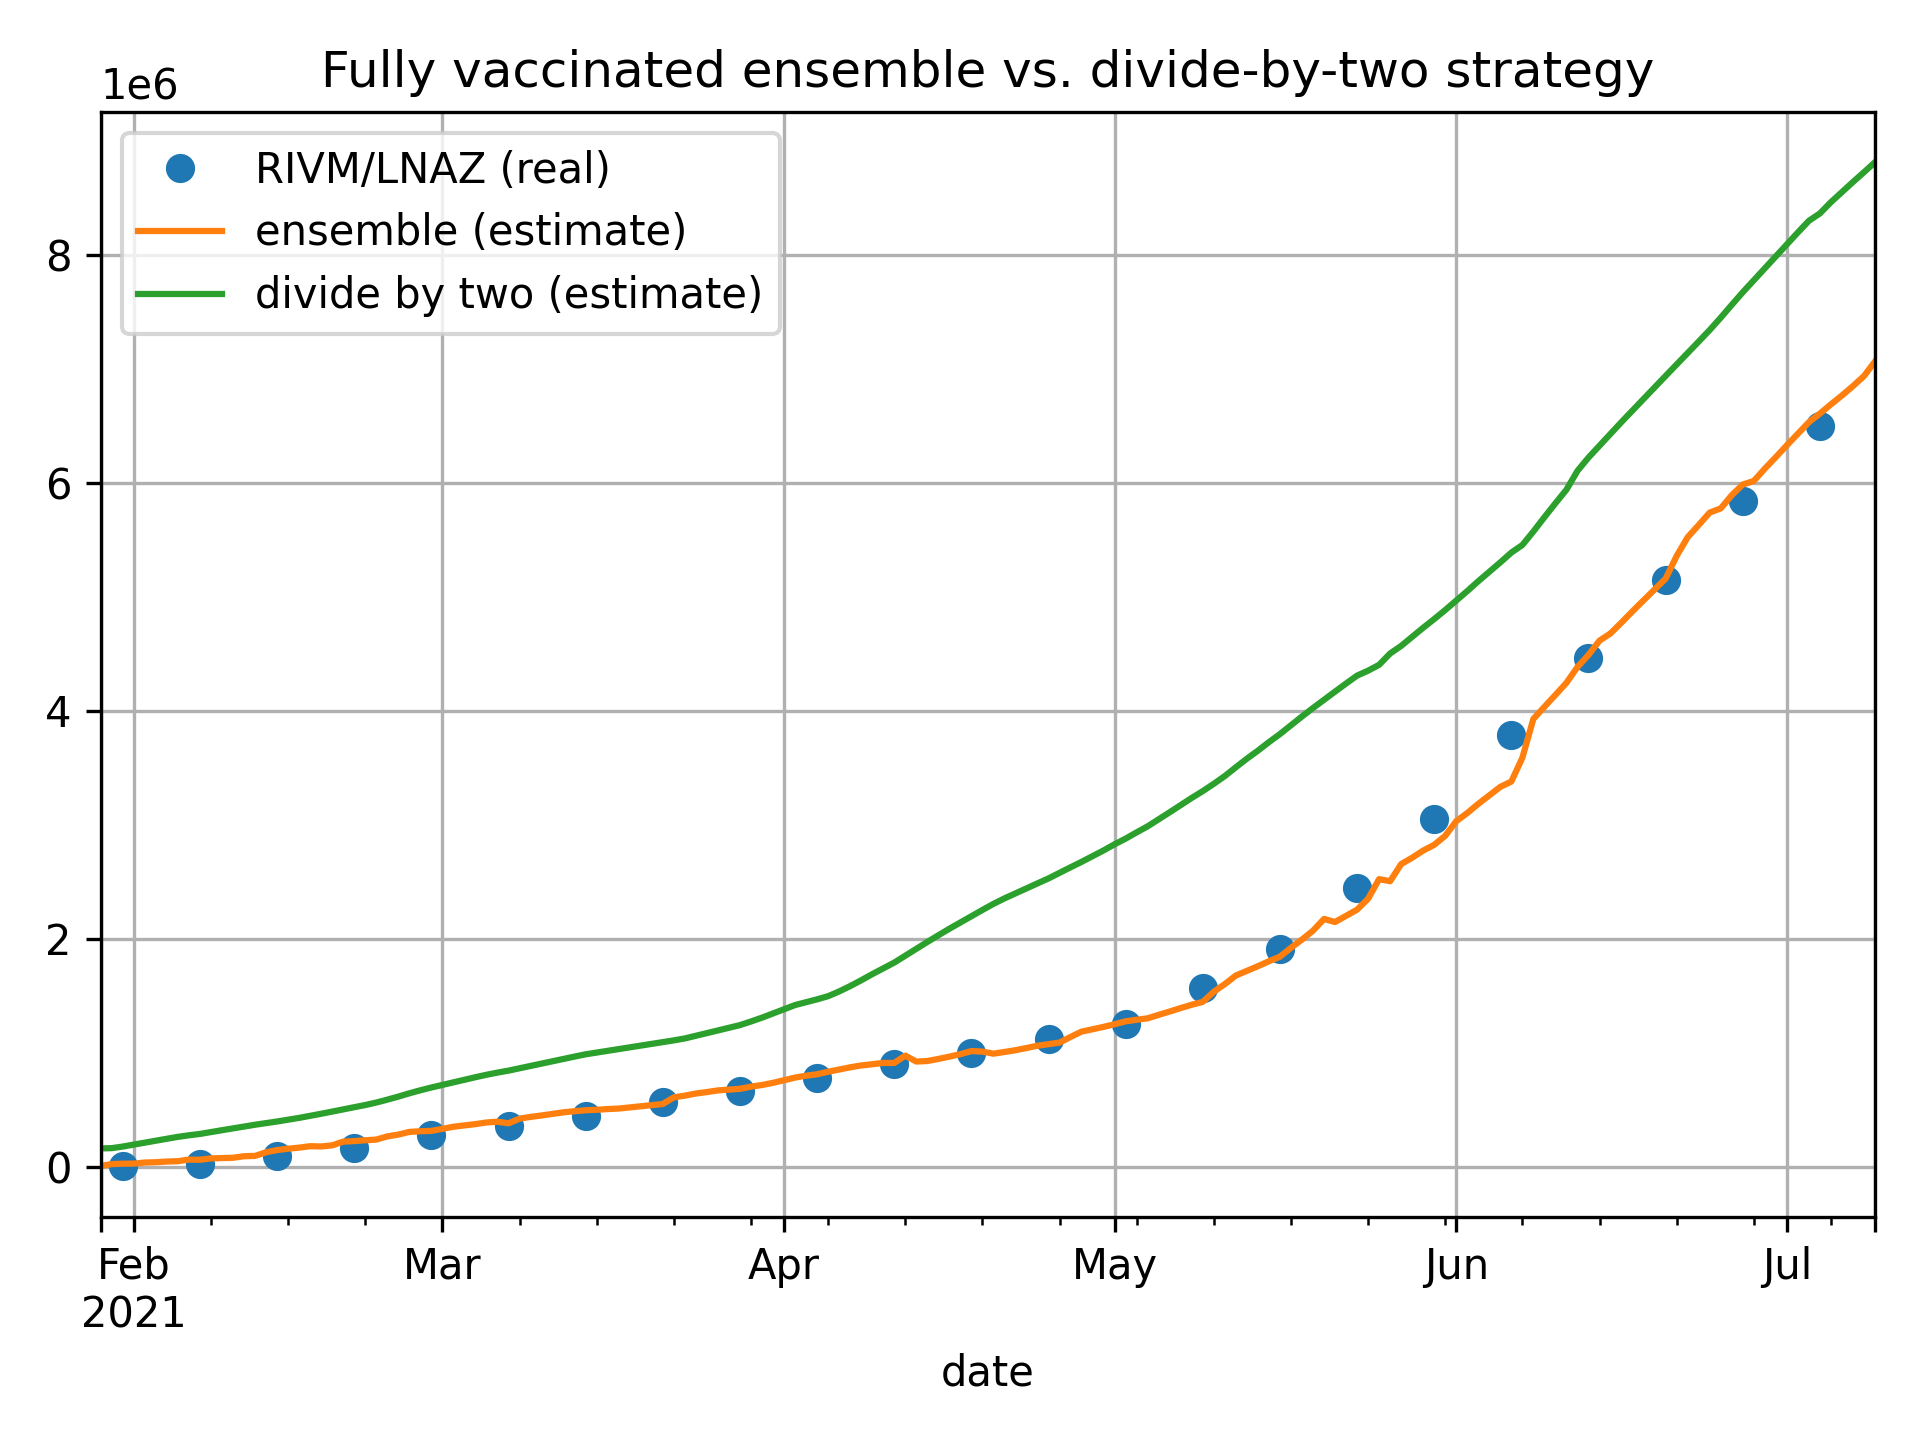 Fully vaccinated ensemble vs. divide-by-two strategy
1e6
RIVM/LNAZ (real)
ensemble (estimate)
divide by two (estimate)
8
6
4
2
0
Feb Mar Apr May Jun Jul
2021
date